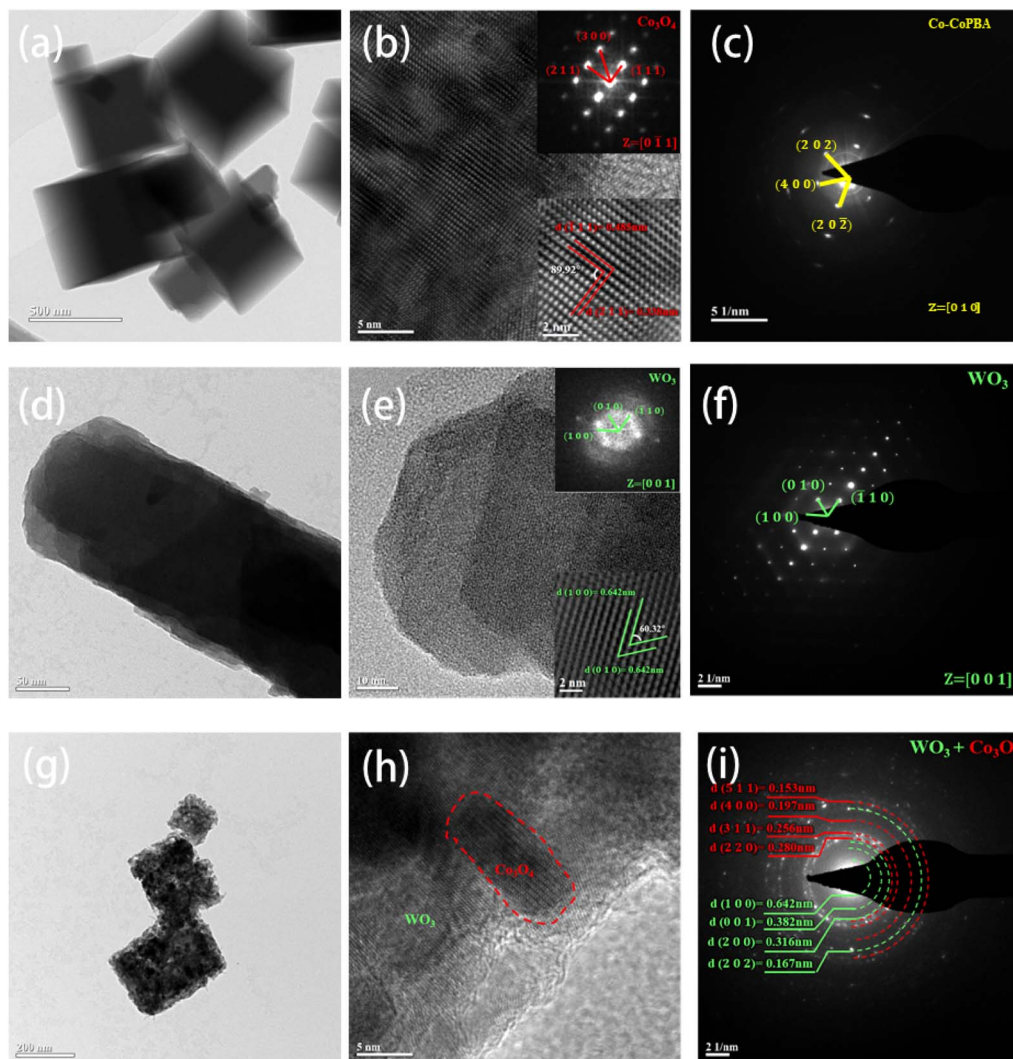 (a)
500 nm
(b)
Co₃O₄
(3 0 0)
(2 1 1)
(1̄ 1 1)
Z=[0 1̄ 1]
89.92°
5 nm
2 nm
(c)
Co-CoPBA
(2 0 2)
(4 0 0)
(2 0 2̄)
5 1/nm
Z=[0 1 0]
(d)
50 nm
(e)
WO₃
(0 1 0)
(1̄ 1 0)
(1 0 0)
Z=[0 0 1]
d (1 0 0)= 0.642nm
60.32°
d (0 1 0)= 0.642nm
10 nm
2 nm
(f)
WO₃
(0 1 0)
(1̄ 1 0)
(1 0 0)
2 1/nm
Z=[0 0 1]
(g)
200 nm
(h)
Co₃O₄
WO₃
5 nm
(i)
WO₃ + Co₃O
d (5 1 1)= 0.153nm
d (4 0 0)= 0.197nm
d (3 1 1)= 0.256nm
d (2 2 0)= 0.280nm
d (1 0 0)= 0.642nm
d (0 0 1)= 0.382nm
d (2 0 0)= 0.316nm
d (2 0 2)= 0.167nm
2 1/nm